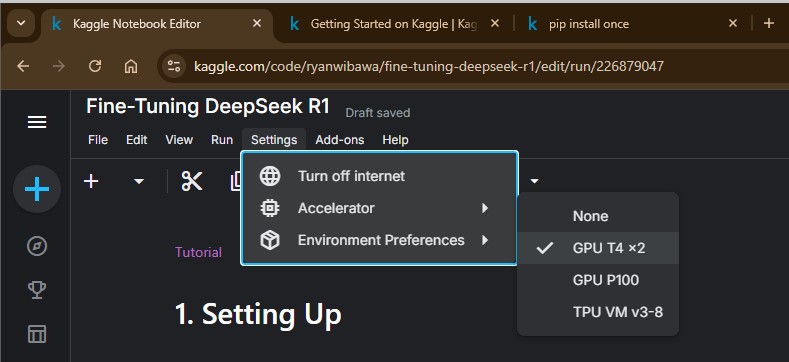 Kaggle Notebook Editor
Getting Started on Kaggle | Kag
pip install once
kaggle.com/code/ryanwibawa/fine-tuning-deepseek-r1/edit/run/226879047
Fine-Tuning DeepSeek R1 Draft saved
File Edit View Run Settings Add-ons Help
Turn off internet
Accelerator
Environment Preferences
None
GPU T4 ×2
GPU P100
TPU VM v3-8
Tutorial
1. Setting Up